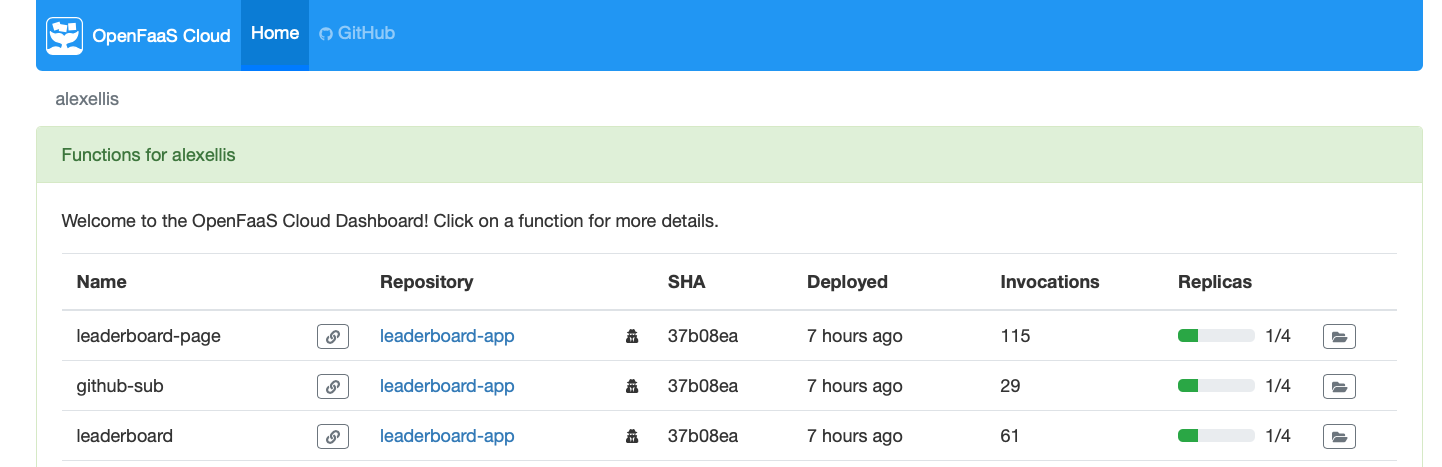 OpenFaaS Cloud Home GitHub
alexellis
Functions for alexellis
Welcome to the OpenFaaS Cloud Dashboard! Click on a function for more details.
Name Repository SHA Deployed Invocations Replicas
leaderboard-page leaderboard-app 37b08ea 7 hours ago 115 1/4
github-sub leaderboard-app 37b08ea 7 hours ago 29 1/4
leaderboard leaderboard-app 37b08ea 7 hours ago 61 1/4